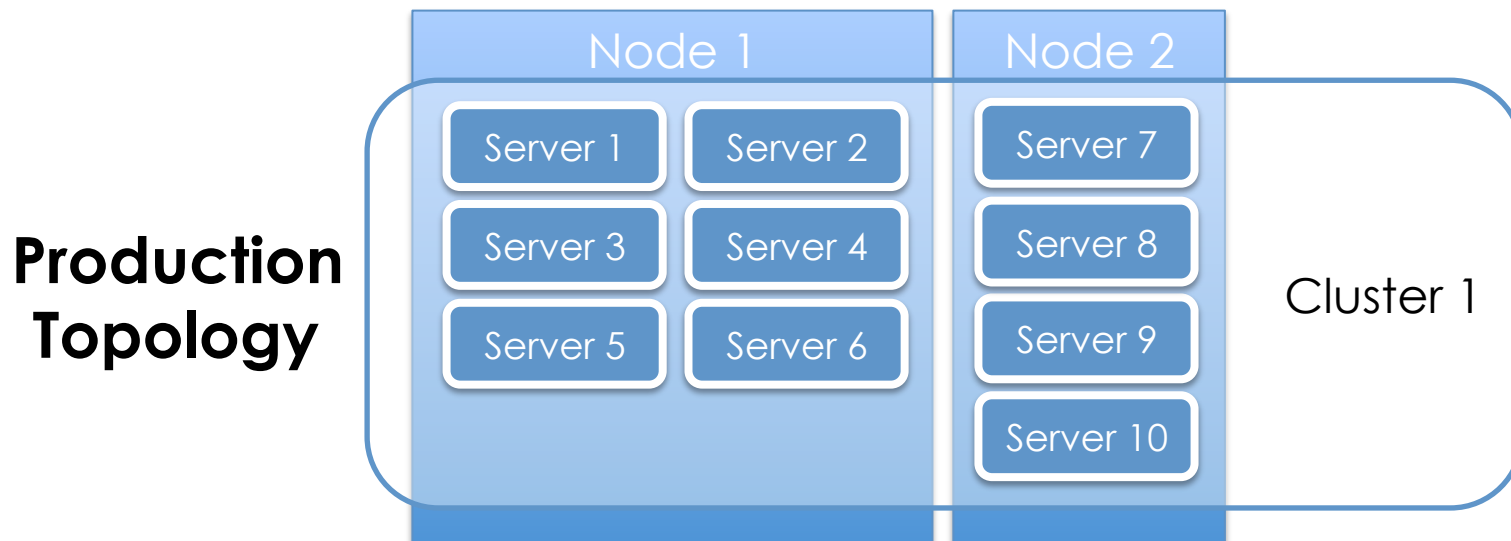 Node 1
Node 2
Server 1
Server 2
Server 7
Server 3
Server 4
Server 8
Production
Topology
Cluster 1
Server 5
Server 6
Server 9
Server 10